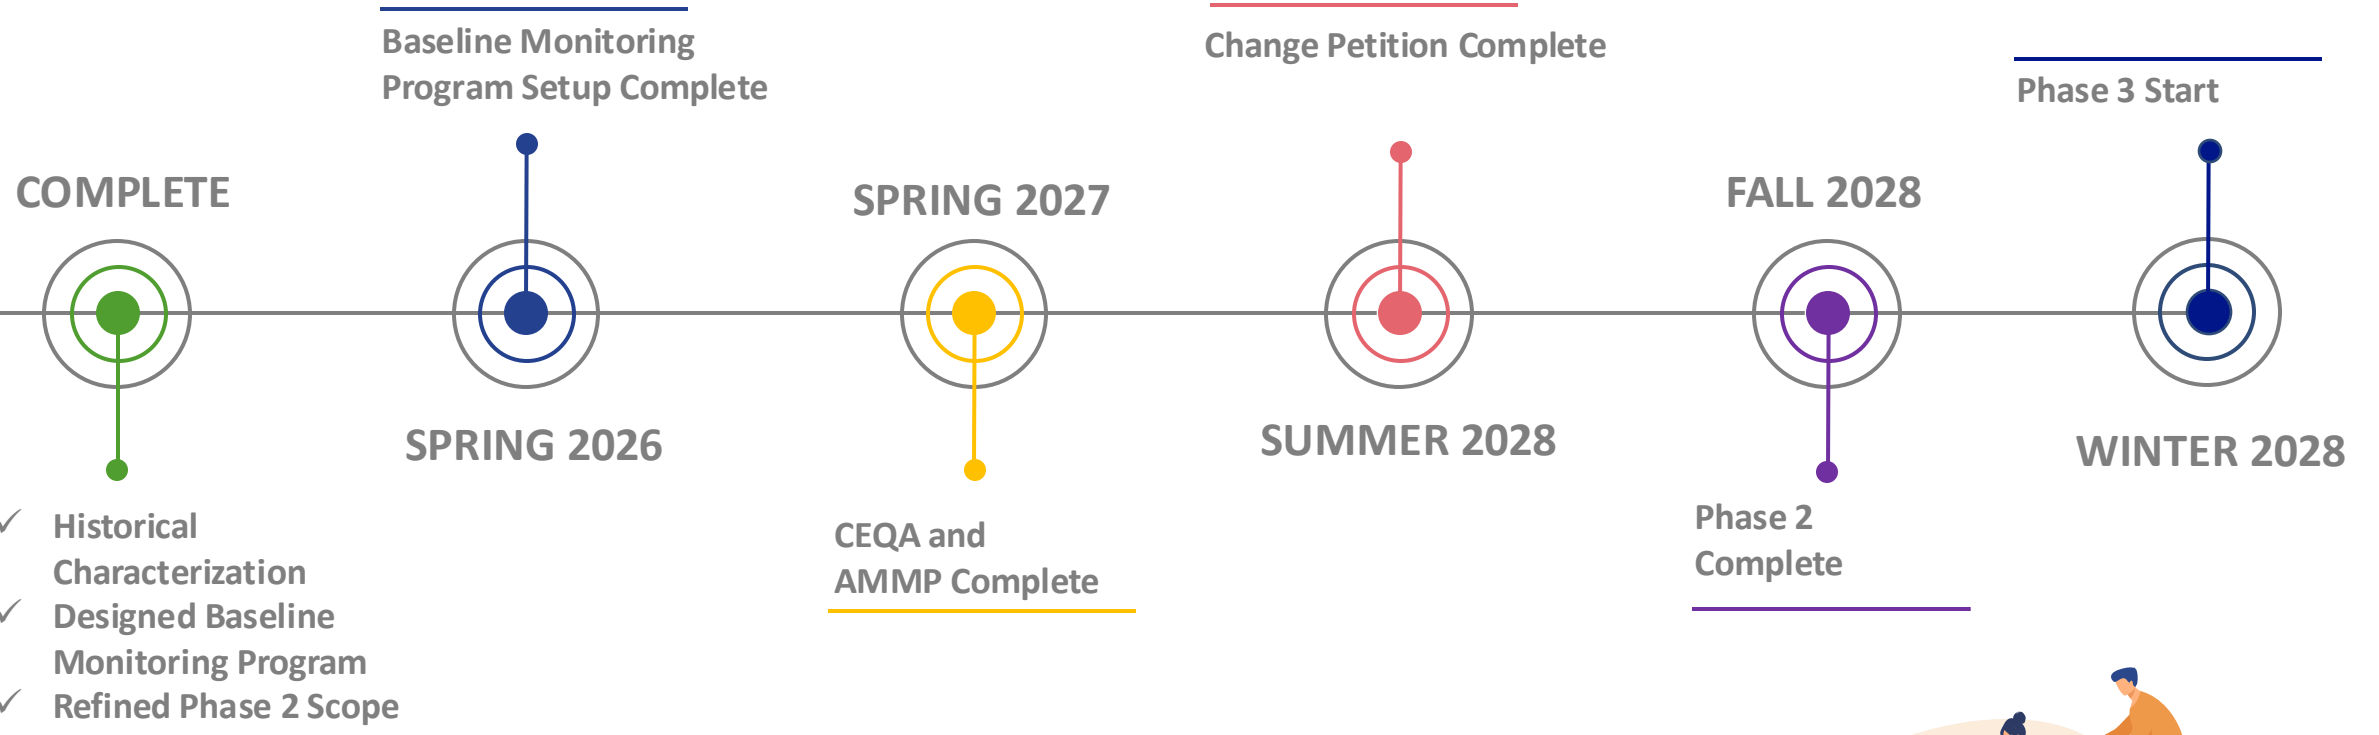 COMPLETE
✓ Historical
Characterization
✓ Designed Baseline
Monitoring Program
✓ Refined Phase 2 Scope
Baseline Monitoring
Program Setup Complete
SPRING 2026
SPRING 2027
CEQA and
AMMP Complete
Change Petition Complete
SUMMER 2028
FALL 2028
Phase 2
Complete
Phase 3 Start
WINTER 2028